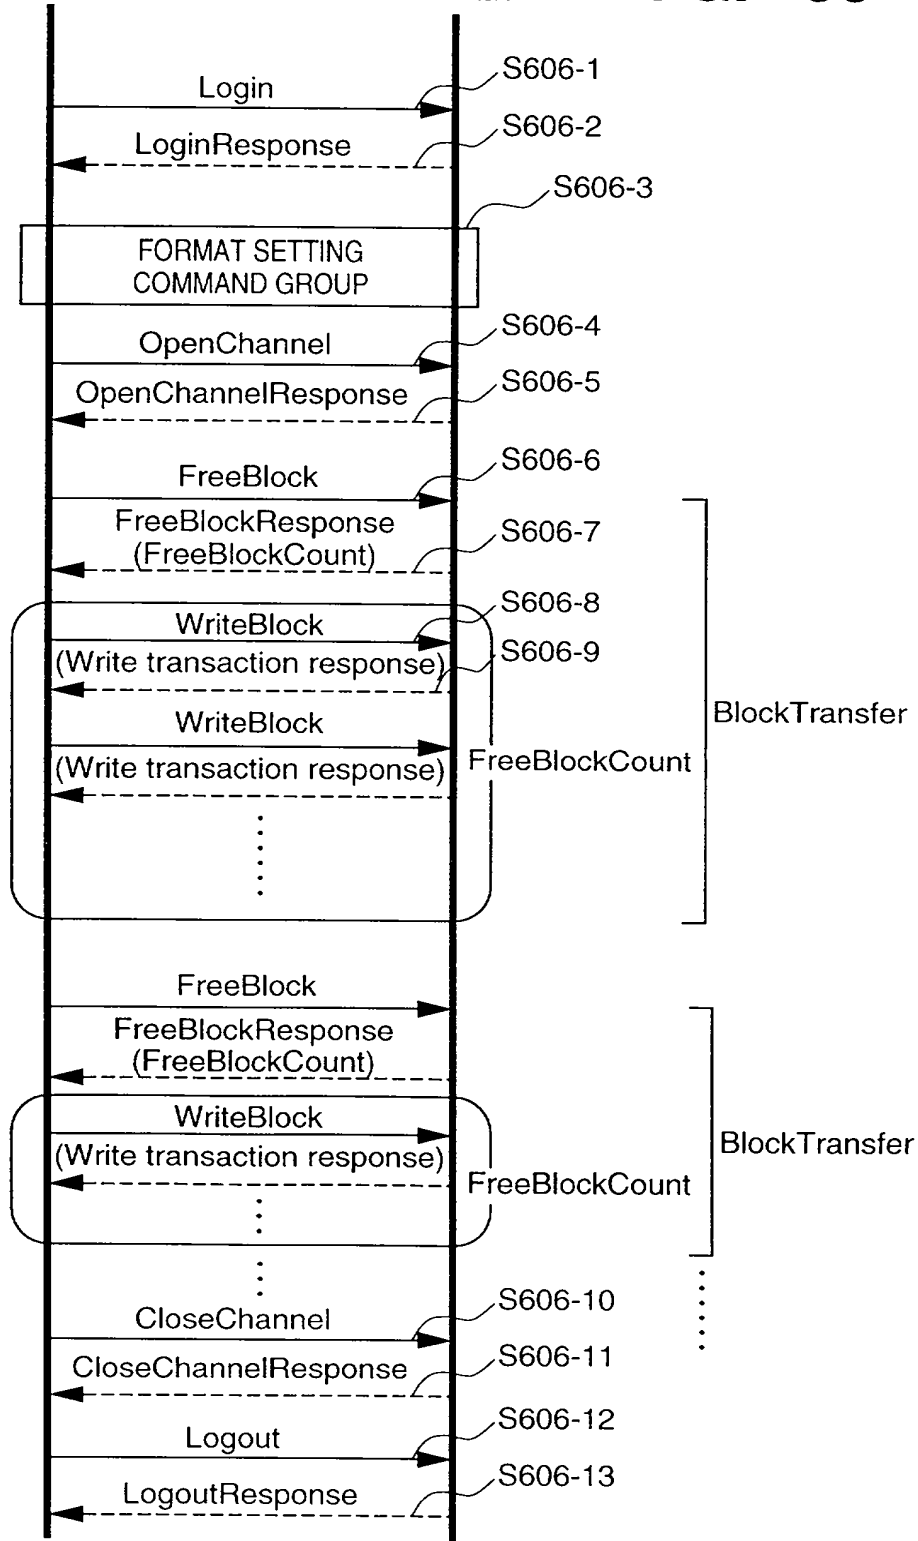 Login
S606-1
LoginResponse
S606-2
S606-3
FORMAT SETTING
COMMAND GROUP
OpenChannel
S606-4
OpenChannelResponse
S606-5
FreeBlock
S606-6
FreeBlockResponse
(FreeBlockCount)
S606-7
WriteBlock
S606-8
(Write transaction response)
S606-9
WriteBlock
BlockTransfer
(Write transaction response)
FreeBlockCount
FreeBlock
FreeBlockResponse
(FreeBlockCount)
WriteBlock
BlockTransfer
(Write transaction response)
FreeBlockCount
CloseChannel
S606-10
CloseChannelResponse
S606-11
Logout
S606-12
LogoutResponse
S606-13